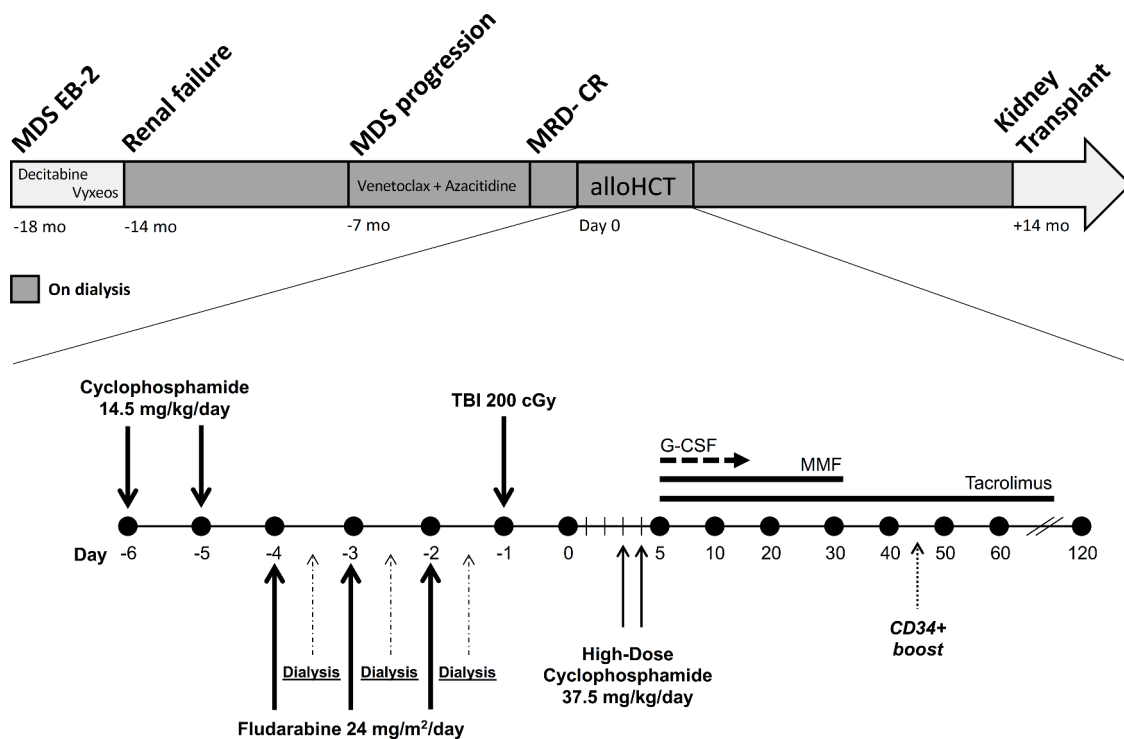 MDS EB-2
Renal failure
MDS progression
MRD- CR
Kidney
Transplant
Decitabine
Vyxeos
Venetoclax + Azacitidine
alloHCT
-18 mo
-14 mo
-7 mo
Day 0
+14 mo
On dialysis
Cyclophosphamide
14.5 mg/kg/day
TBI 200 cGy
G-CSF
MMF
Tacrolimus
Day
-6
-5
-4
-3
-2
-1
0
5
10
20
30
40
50
60
120
Dialysis
Dialysis
Dialysis
Fludarabine 24 mg/m²/day
High-Dose
Cyclophosphamide
37.5 mg/kg/day
CD34+
boost